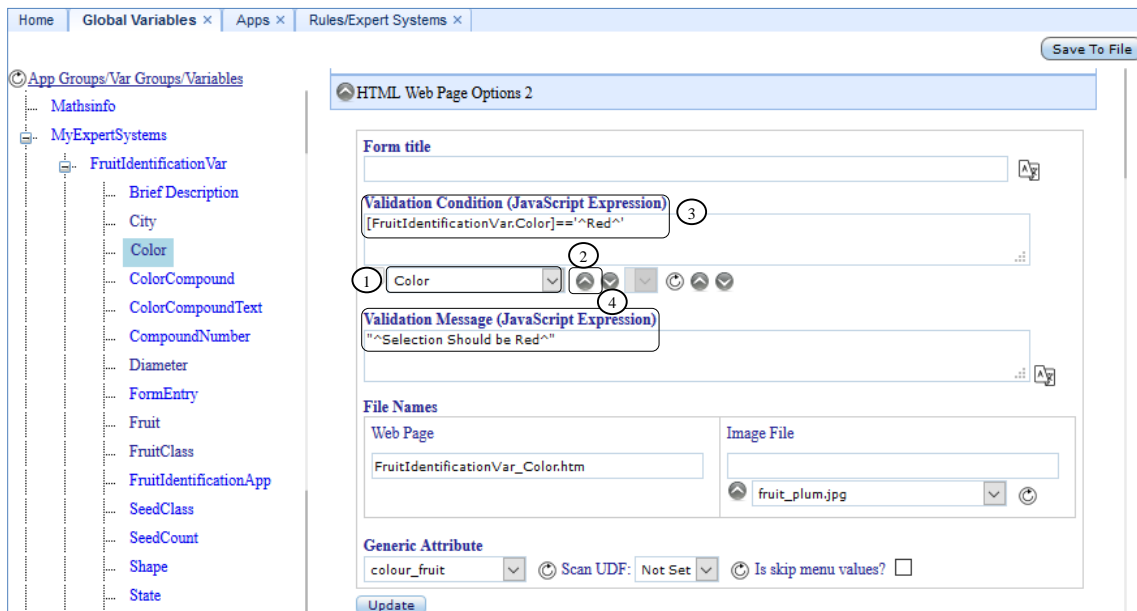 Home Global Variables × Apps × Rules/Expert Systems ×
Save To File
App Groups/Var Groups/Variables
Mathsinfo
MyExpertSystems
FruitIdentificationVar
Brief Description
City
Color
ColorCompound
ColorCompoundText
CompoundNumber
Diameter
FormEntry
Fruit
FruitClass
FruitIdentificationApp
SeedClass
SeedCount
Shape
State
HTML Web Page Options 2
Form title
Validation Condition (JavaScript Expression) 3
[FruitIdentificationVar.Color]=='^Red^'
2
1 Color
4
Validation Message (JavaScript Expression)
"^Selection Should be Red^"
File Names
Web Page Image File
FruitIdentificationVar_Color.htm
fruit_plum.jpg
Generic Attribute
colour_fruit Scan UDF: Not Set Is skip menu values?
Update